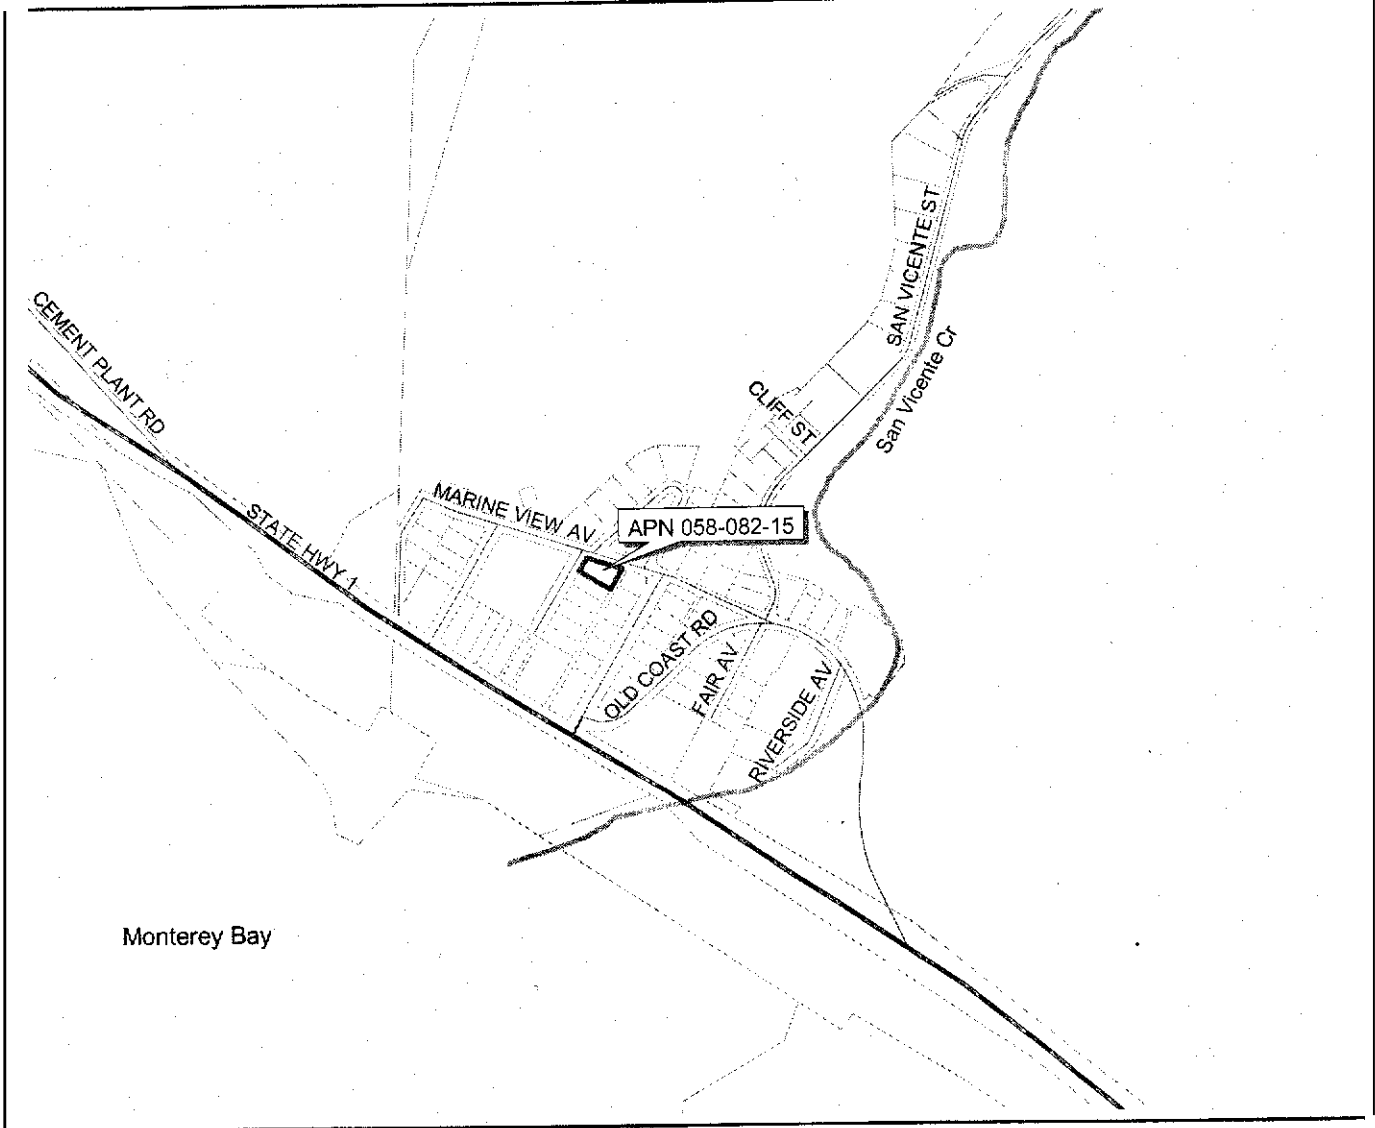 SAN VICENTE ST
CEMENT PLANT RD
San Vicente Cr
CLIFF ST
MARINE VIEW AV
STATE HWY 1
APN 058-082-15
OLD COAST RD
FAIR AV
RIVERSIDE AV
Monterey Bay